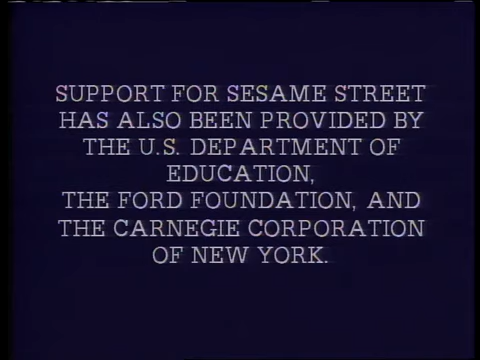 SUPPORT FOR SESAME STREET
HAS ALSO BEEN PROVIDED BY
THE U.S. DEPARTMENT OF
EDUCATION,
THE FORD FOUNDATION, AND
THE CARNEGIE CORPORATION
OF NEW YORK.